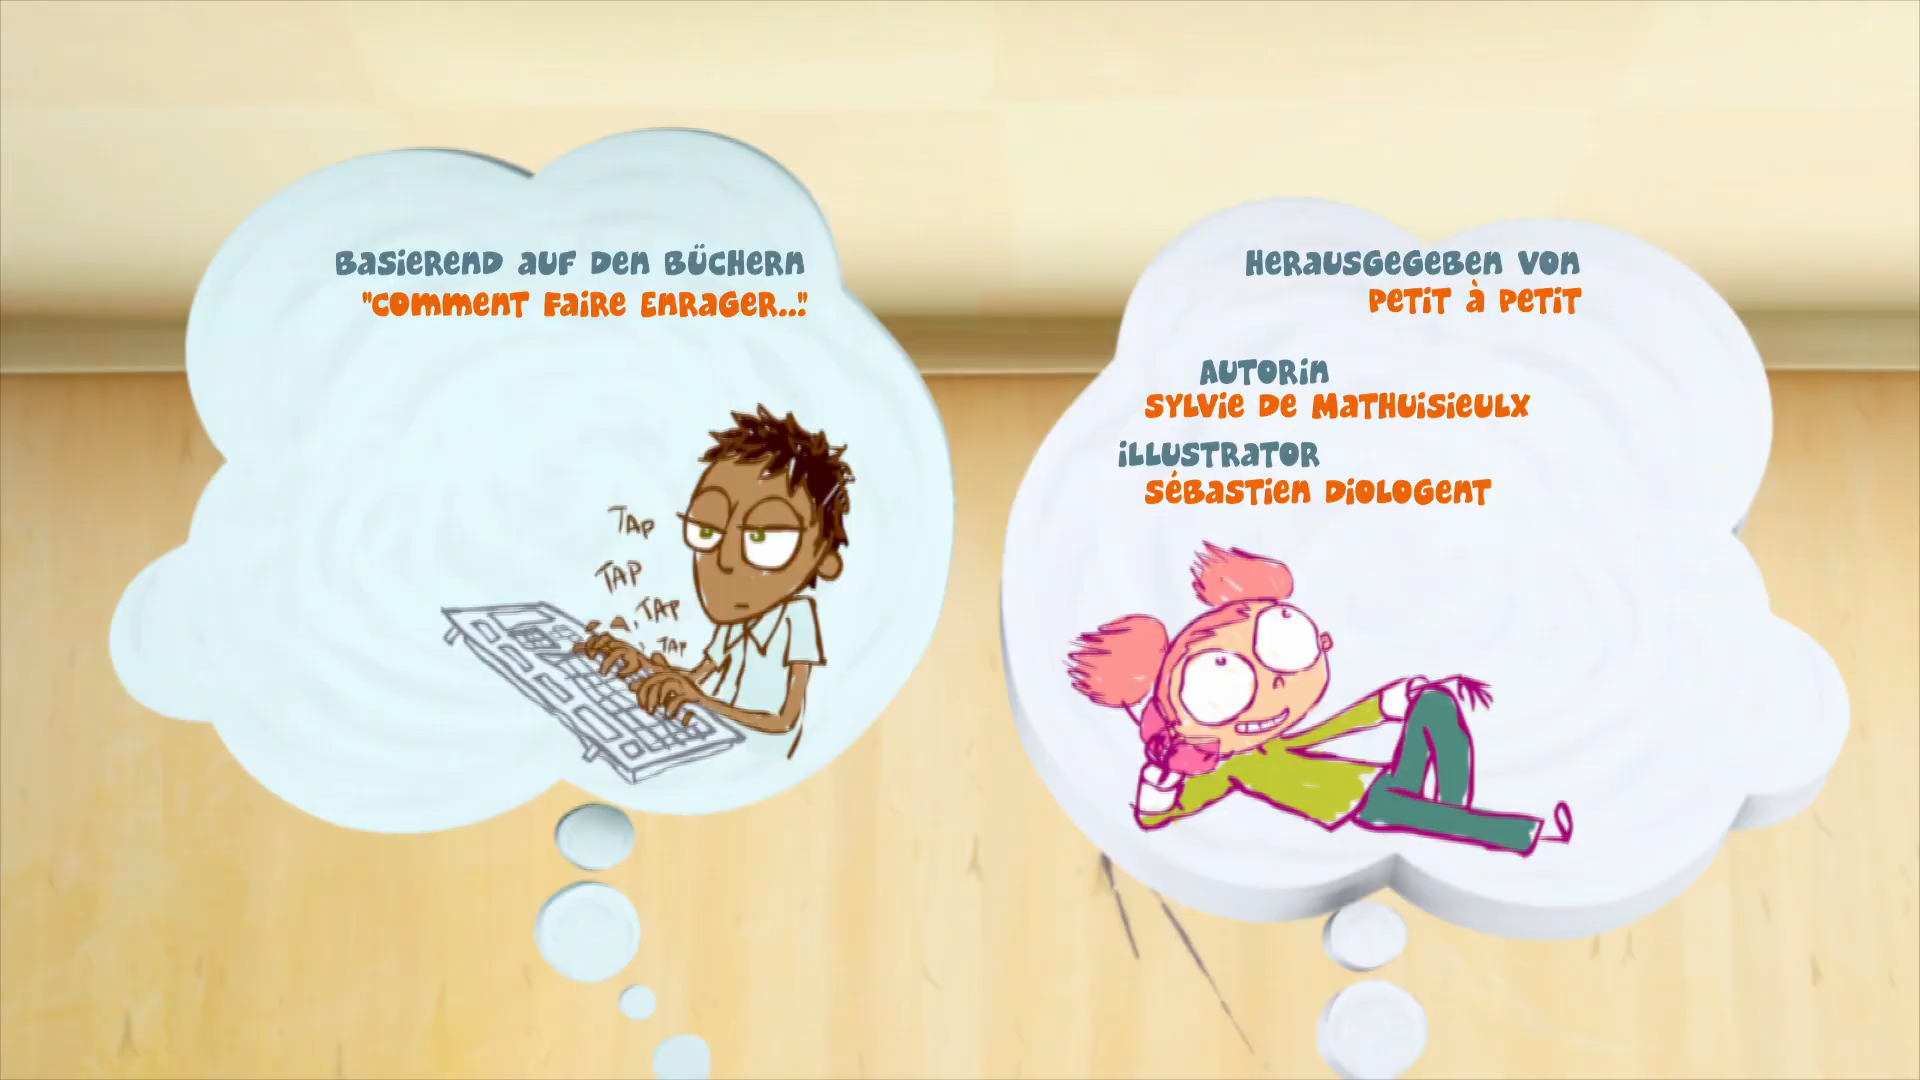 Basierend auf den Büchern
"Comment faire enrager..."
TAP
TAP
TAP
TAP
Herausgegeben von
Petit à Petit
Autorin
Sylvie de Mathuisieulx
Illustrator
Sébastien Diologent